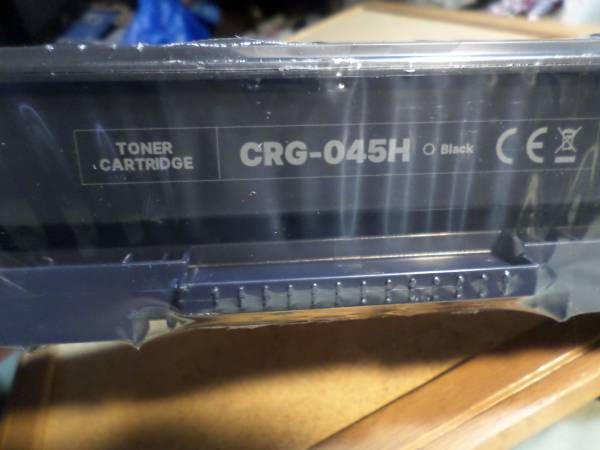 TONER
CARTRIDGE
CRG-045H
Black
CE